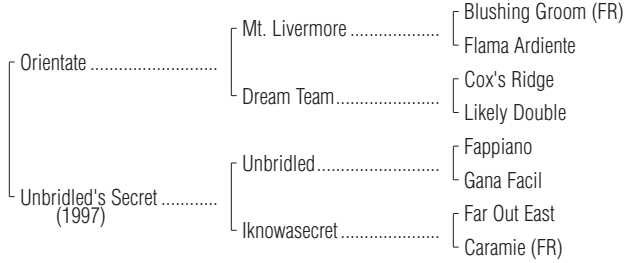 Blushing Groom (FR)
Mt. Livermore ....................
Flama Ardiente
Orientate ............................
Cox's Ridge
Dream Team.......................
Likely Double
Fappiano
Unbridled...........................
Gana Facil
Unbridled's Secret ............
(1997)
Far Out East
Iknowasecret .....................
Caramie (FR)